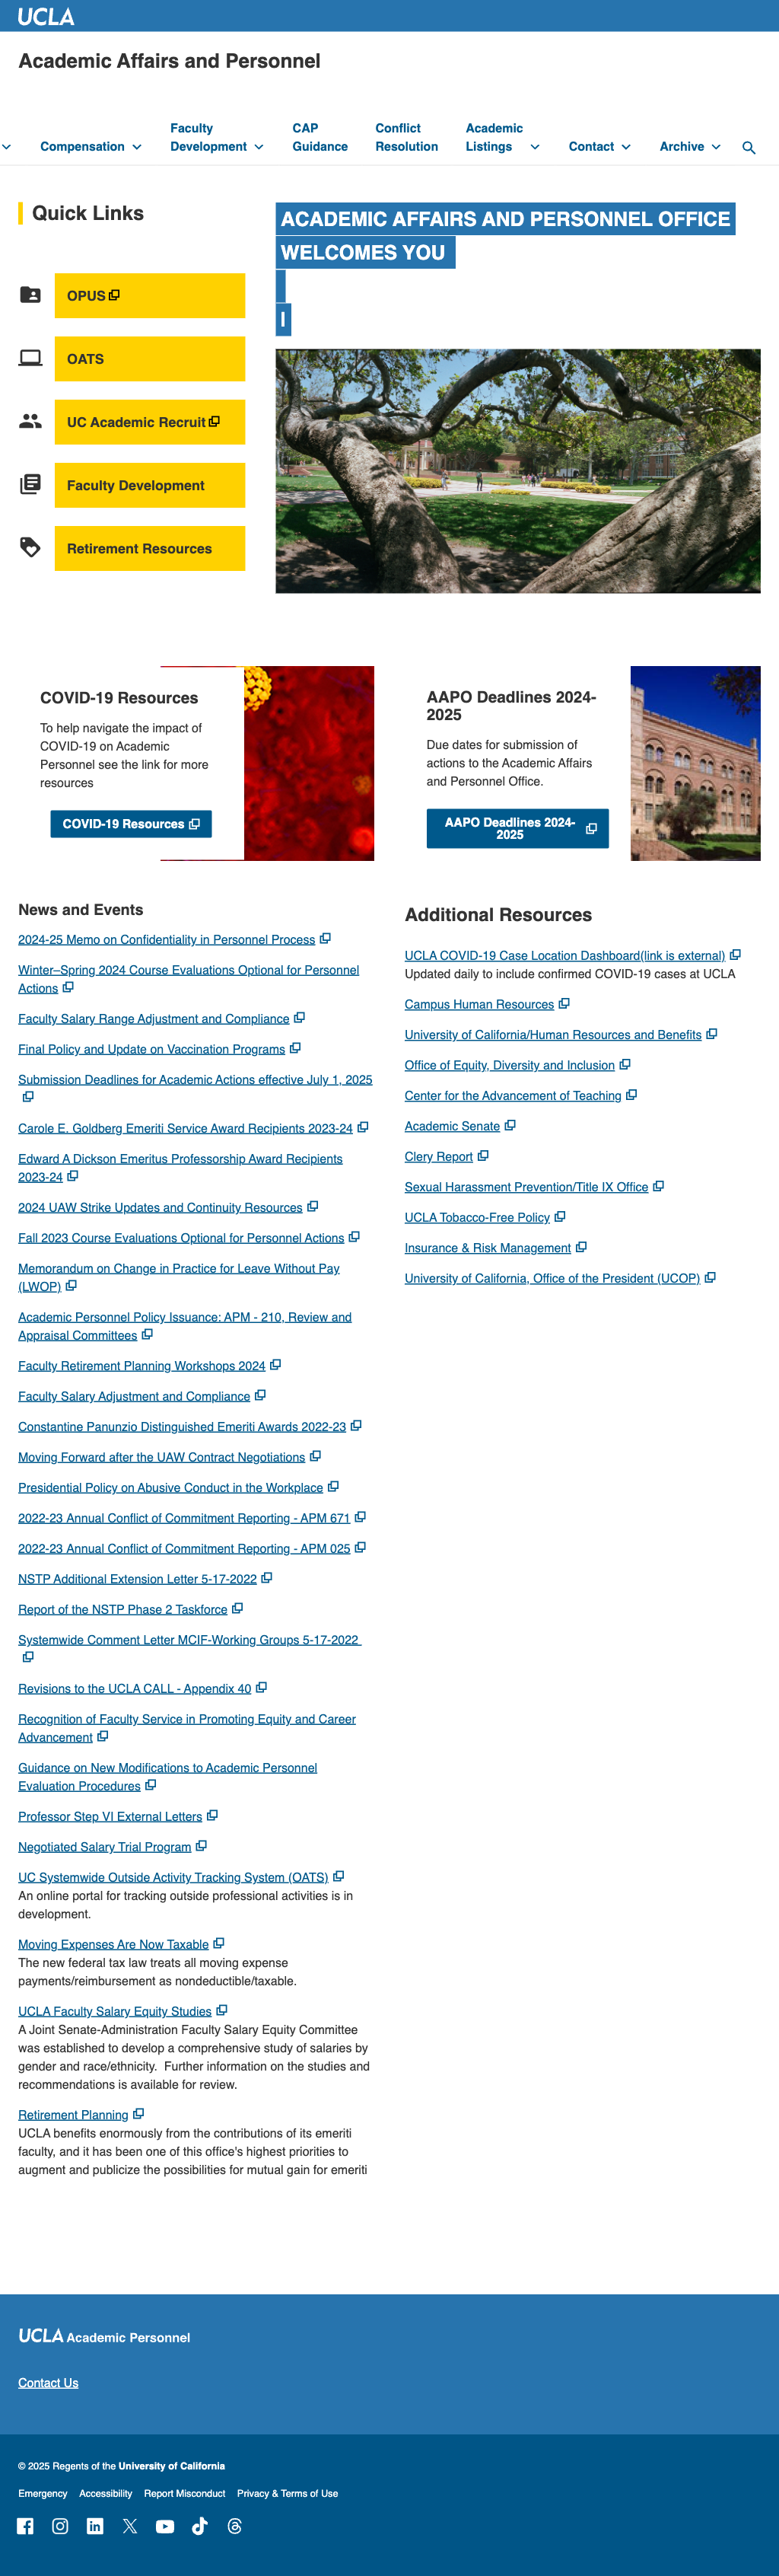 UCLA
Academic Affairs and Personnel
Compensation
Faculty
Development
CAP
Guidance
Conflict
Resolution
Academic
Listings
Contact
Archive
Quick Links
OPUS
OATS
UC Academic Recruit
Faculty Development
Retirement Resources
ACADEMIC AFFAIRS AND PERSONNEL OFFICE
WELCOMES YOU
I
COVID-19 Resources
To help navigate the impact of
COVID-19 on Academic
Personnel see the link for more
resources
COVID-19 Resources
AAPO Deadlines 2024-
2025
Due dates for submission of
actions to the Academic Affairs
and Personnel Office.
AAPO Deadlines 2024-
2025
News and Events
2024-25 Memo on Confidentiality in Personnel Process
Winter–Spring 2024 Course Evaluations Optional for Personnel
Actions
Faculty Salary Range Adjustment and Compliance
Final Policy and Update on Vaccination Programs
Submission Deadlines for Academic Actions effective July 1, 2025
Carole E. Goldberg Emeriti Service Award Recipients 2023-24
Edward A Dickson Emeritus Professorship Award Recipients
2023-24
2024 UAW Strike Updates and Continuity Resources
Fall 2023 Course Evaluations Optional for Personnel Actions
Memorandum on Change in Practice for Leave Without Pay
(LWOP)
Academic Personnel Policy Issuance: APM - 210, Review and
Appraisal Committees
Faculty Retirement Planning Workshops 2024
Faculty Salary Adjustment and Compliance
Constantine Panunzio Distinguished Emeriti Awards 2022-23
Moving Forward after the UAW Contract Negotiations
Presidential Policy on Abusive Conduct in the Workplace
2022-23 Annual Conflict of Commitment Reporting - APM 671
2022-23 Annual Conflict of Commitment Reporting - APM 025
NSTP Additional Extension Letter 5-17-2022
Report of the NSTP Phase 2 Taskforce
Systemwide Comment Letter MCIF-Working Groups 5-17-2022
Revisions to the UCLA CALL - Appendix 40
Recognition of Faculty Service in Promoting Equity and Career
Advancement
Guidance on New Modifications to Academic Personnel
Evaluation Procedures
Professor Step VI External Letters
Negotiated Salary Trial Program
UC Systemwide Outside Activity Tracking System (OATS)
An online portal for tracking outside professional activities is in
development.
Moving Expenses Are Now Taxable
The new federal tax law treats all moving expense
payments/reimbursement as nondeductible/taxable.
UCLA Faculty Salary Equity Studies
A Joint Senate-Administration Faculty Salary Equity Committee
was established to develop a comprehensive study of salaries by
gender and race/ethnicity.  Further information on the studies and
recommendations is available for review.
Retirement Planning
UCLA benefits enormously from the contributions of its emeriti
faculty, and it has been one of this office's highest priorities to
augment and publicize the possibilities for mutual gain for emeriti
Additional Resources
UCLA COVID-19 Case Location Dashboard(link is external)
Updated daily to include confirmed COVID-19 cases at UCLA
Campus Human Resources
University of California/Human Resources and Benefits
Office of Equity, Diversity and Inclusion
Center for the Advancement of Teaching
Academic Senate
Clery Report
Sexual Harassment Prevention/Title IX Office
UCLA Tobacco-Free Policy
Insurance & Risk Management
University of California, Office of the President (UCOP)
UCLA Academic Personnel
Contact Us
© 2025 Regents of the University of California
Emergency Accessibility Report Misconduct Privacy & Terms of Use